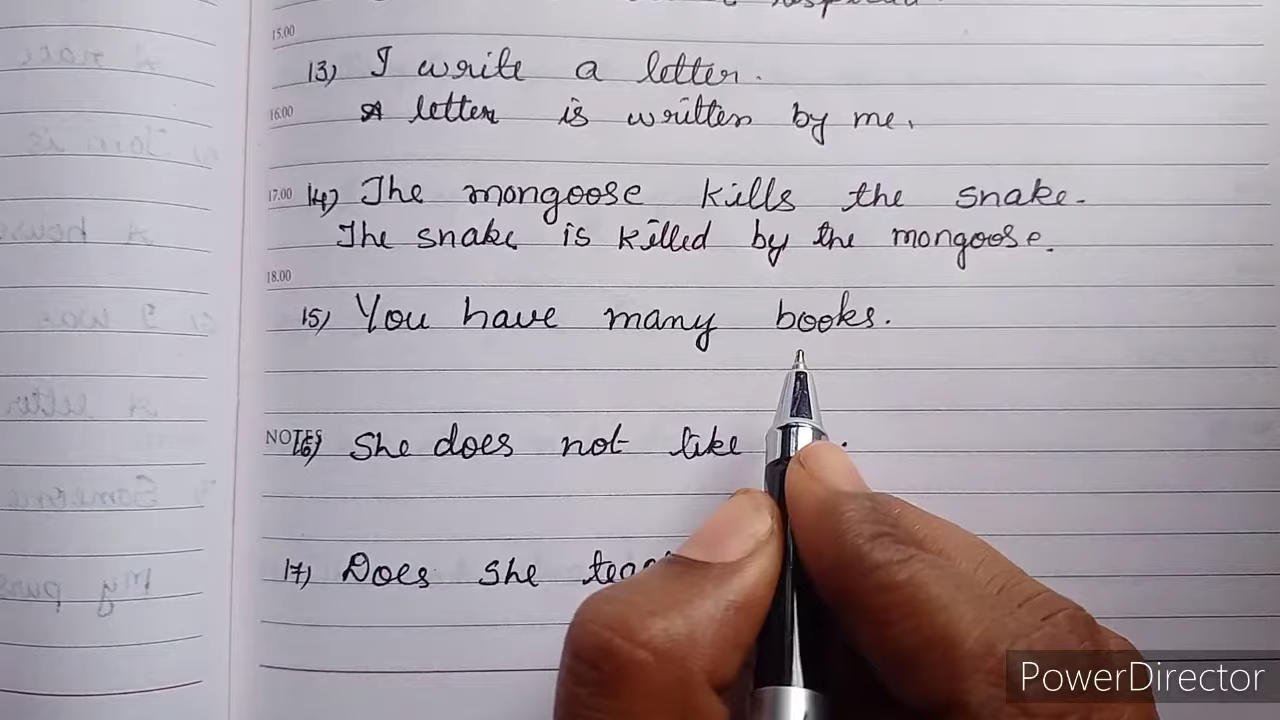 15.00
13) I write a letter.
16.00 A letter is written by me.
17.00 14) The mongoose kills the snake.
The snake is killed by the mongoose.
18.00
15) You have many books.
NOTES 16) She does not like .
17) Does she
PowerDirector